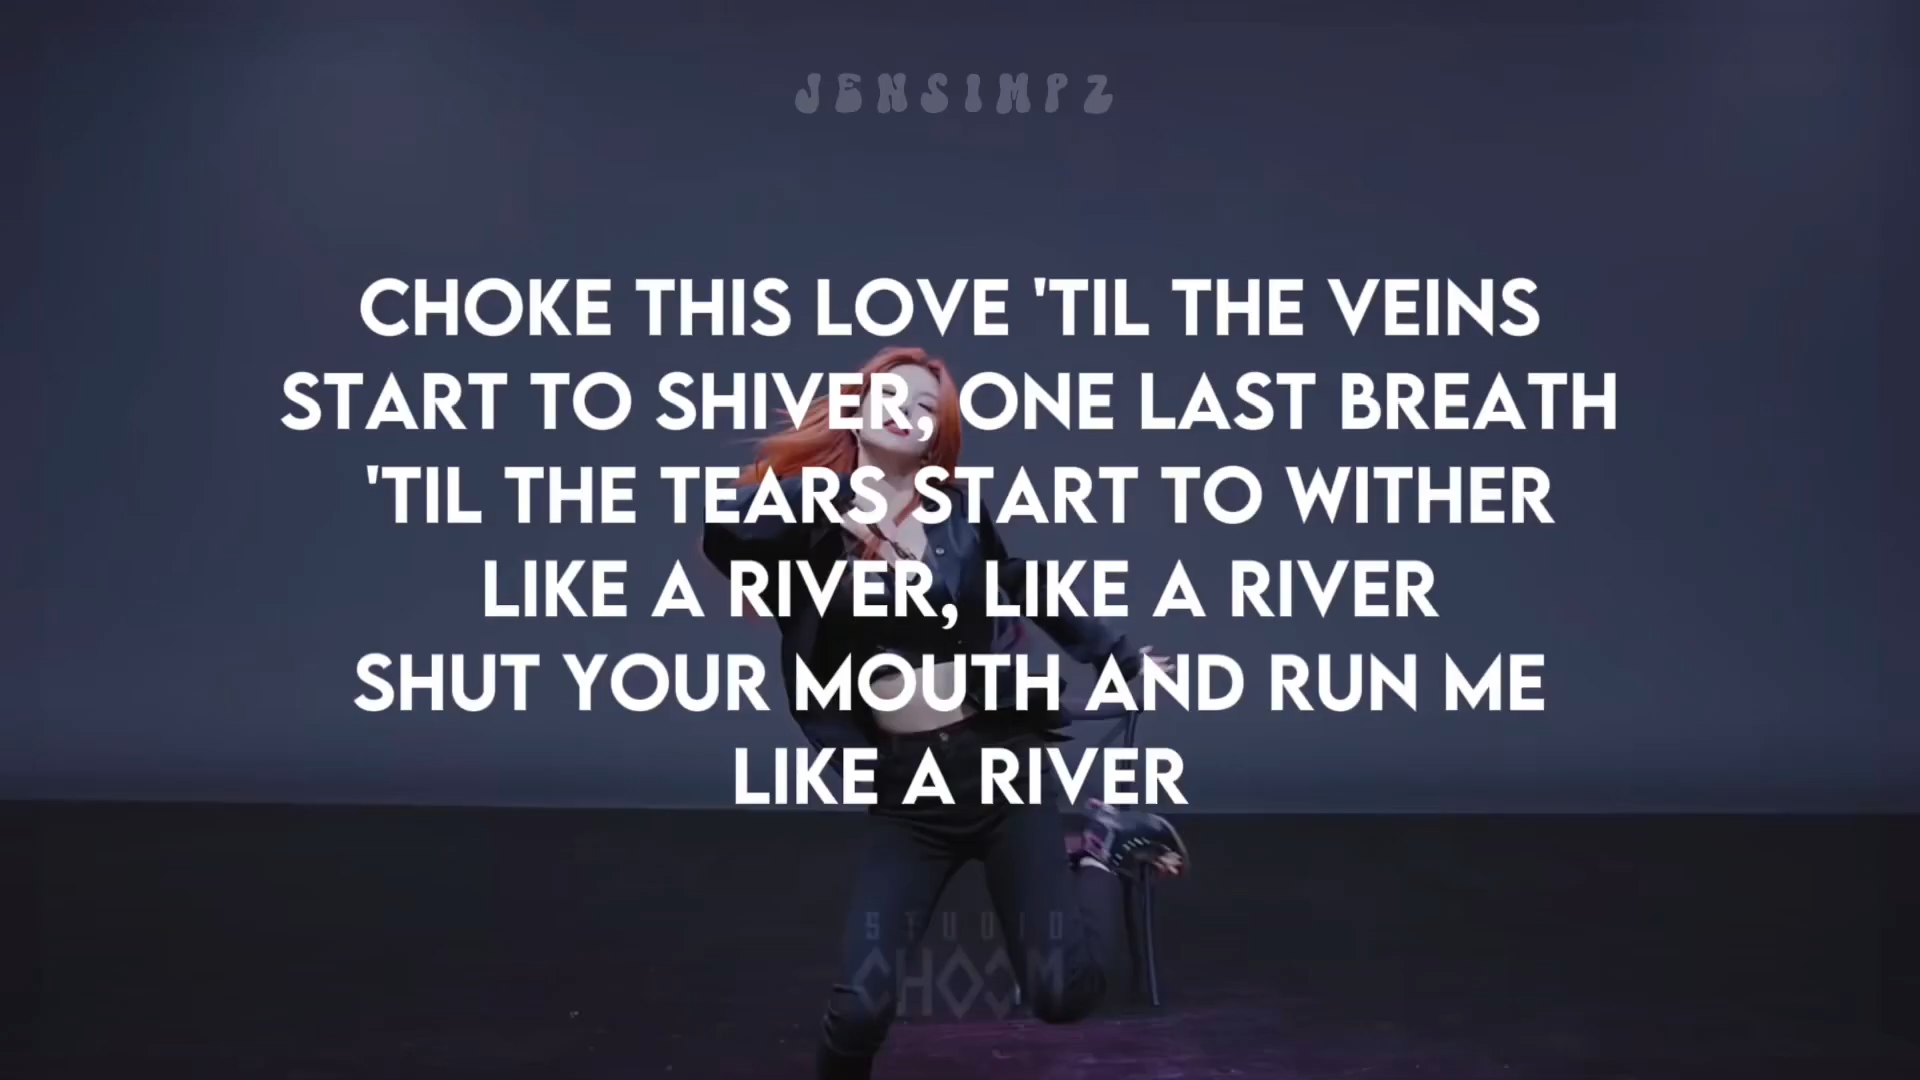 JENSIMPZ
CHOKE THIS LOVE 'TIL THE VEINS
START TO SHIVER, ONE LAST BREATH
'TIL THE TEARS START TO WITHER
LIKE A RIVER, LIKE A RIVER
SHUT YOUR MOUTH AND RUN ME
LIKE A RIVER
STUDIO
CHOOM